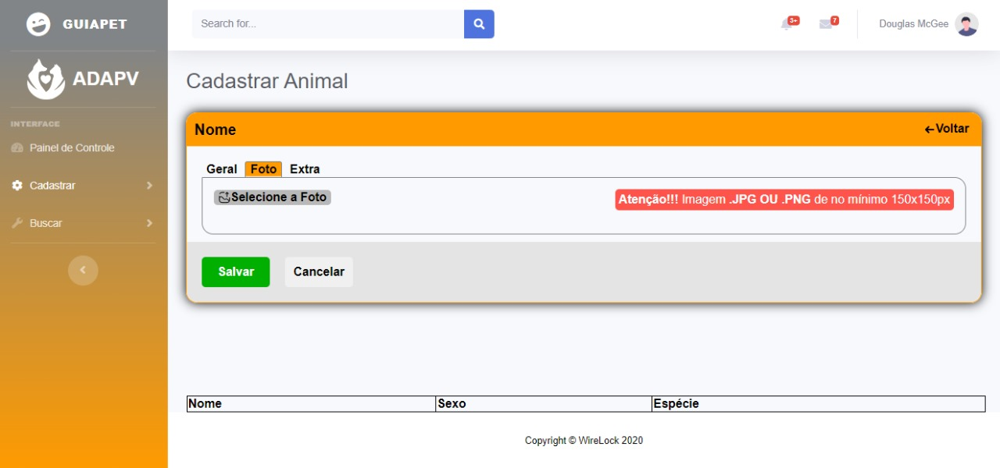 GUIAPET
Search for...
3+
7
Douglas McGee
ADAPV
INTERFACE
Painel de Controle
Cadastrar
Buscar
Cadastrar Animal
Nome
Voltar
Geral Foto Extra
Selecione a Foto
Atenção!!! Imagem .JPG OU .PNG de no mínimo 150x150px
Salvar
Cancelar
Nome Sexo Espécie
Copyright © WireLock 2020